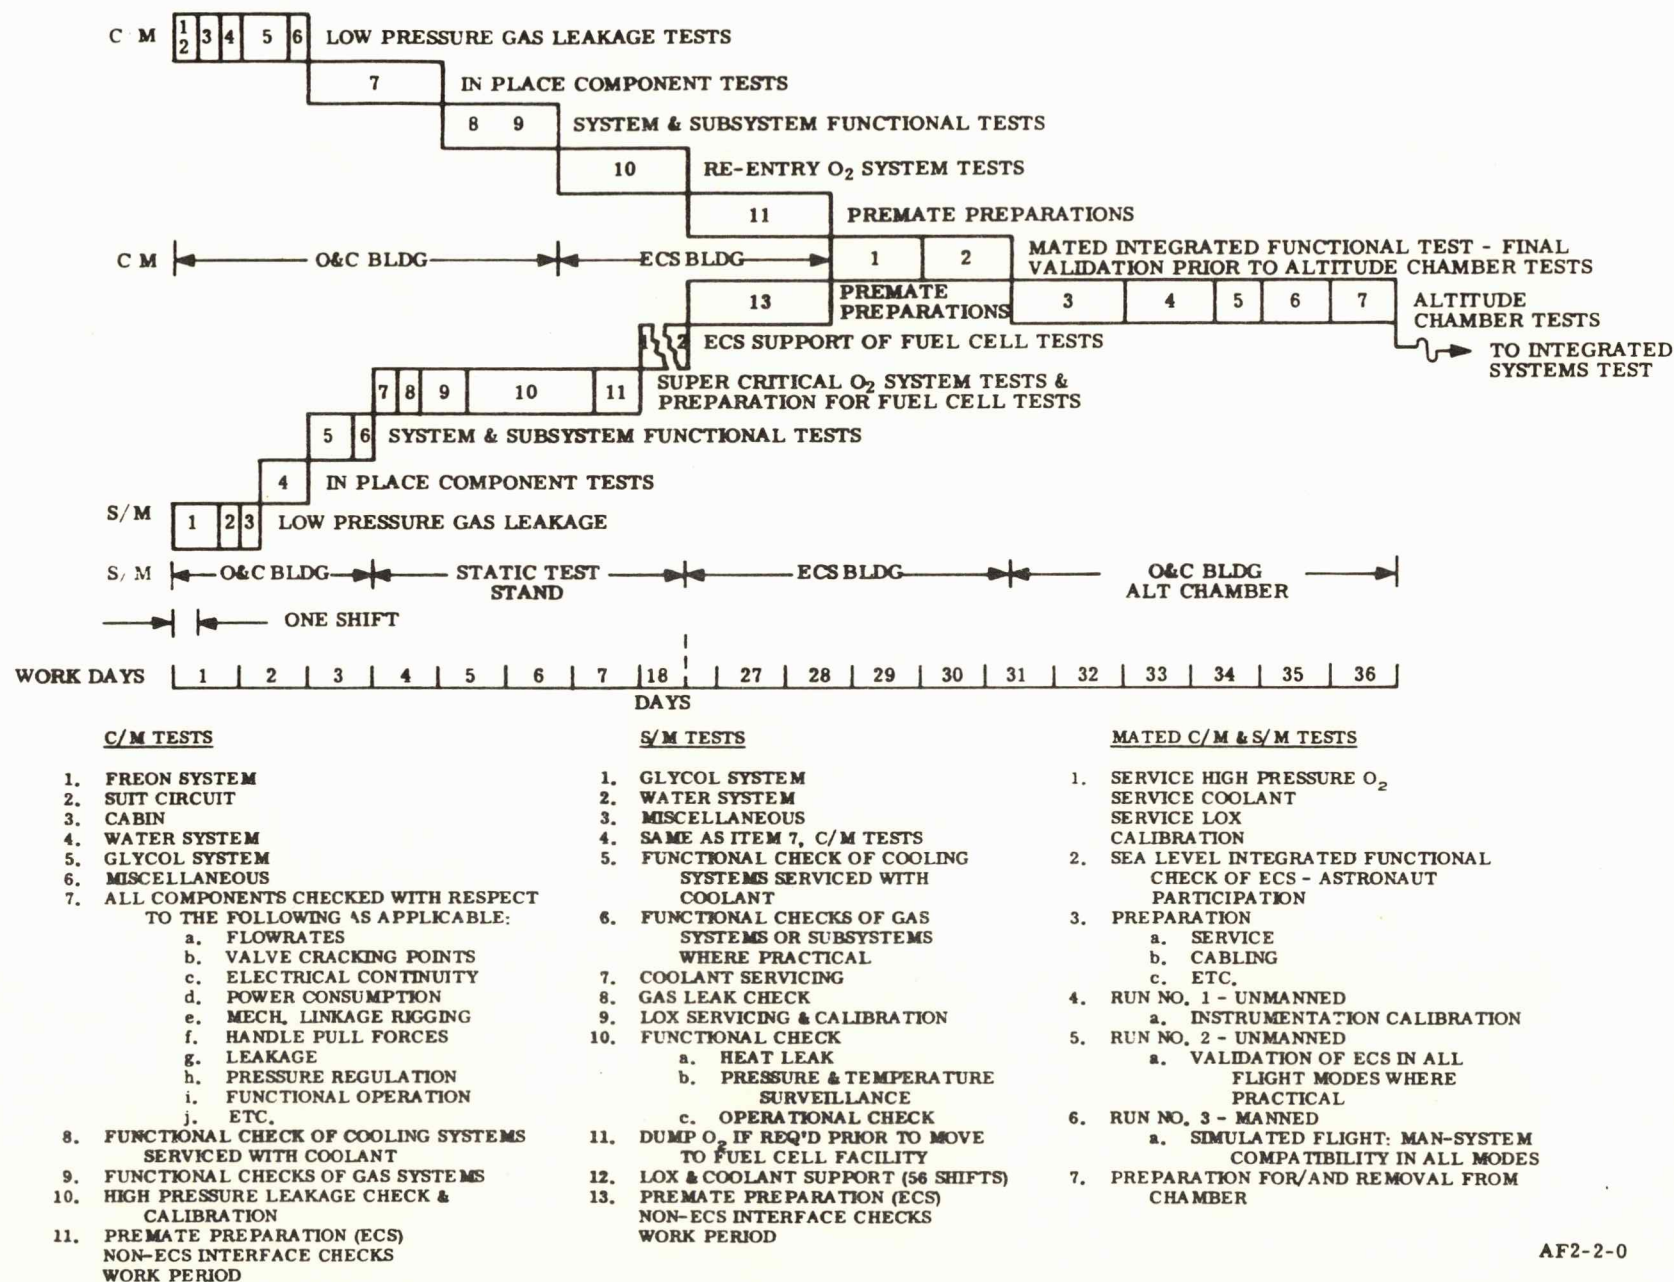 C M 1 2 3 4 5 6 LOW PRESSURE GAS LEAKAGE TESTS
7 IN PLACE COMPONENT TESTS
8 9 SYSTEM & SUBSYSTEM FUNCTIONAL TESTS
10 RE-ENTRY O2 SYSTEM TESTS
11 PREMATE PREPARATIONS
C M O&C BLDG ECS BLDG 1 2 MATED INTEGRATED FUNCTIONAL TEST - FINAL
VALIDATION PRIOR TO ALTITUDE CHAMBER TESTS
13 PREMATE
PREPARATIONS 3 4 5 6 7 ALTITUDE
CHAMBER TESTS
1 2 ECS SUPPORT OF FUEL CELL TESTS
TO INTEGRATED
SYSTEMS TEST
7 8 9 10 11 SUPER CRITICAL O2 SYSTEM TESTS &
PREPARATION FOR FUEL CELL TESTS
5 6 SYSTEM & SUBSYSTEM FUNCTIONAL TESTS
4 IN PLACE COMPONENT TESTS
S/M 1 2 3 LOW PRESSURE GAS LEAKAGE
S/M O&C BLDG STATIC TEST
STAND ECS BLDG O&C BLDG
ALT CHAMBER
ONE SHIFT
WORK DAYS 1 2 3 4 5 6 7 18 27 28 29 30 31 32 33 34 35 36
DAYS
C/M TESTS
1. FREON SYSTEM
2. SUIT CIRCUIT
3. CABIN
4. WATER SYSTEM
5. GLYCOL SYSTEM
6. MISCELLANEOUS
7. ALL COMPONENTS CHECKED WITH RESPECT
TO THE FOLLOWING AS APPLICABLE:
a. FLOWRATES
b. VALVE CRACKING POINTS
c. ELECTRICAL CONTINUITY
d. POWER CONSUMPTION
e. MECH. LINKAGE RIGGING
f. HANDLE PULL FORCES
g. LEAKAGE
h. PRESSURE REGULATION
i. FUNCTIONAL OPERATION
j. ETC.
8. FUNCTIONAL CHECK OF COOLING SYSTEMS
SERVICED WITH COOLANT
9. FUNCTIONAL CHECKS OF GAS SYSTEMS
10. HIGH PRESSURE LEAKAGE CHECK &
CALIBRATION
11. PREMATE PREPARATION (ECS)
NON-ECS INTERFACE CHECKS
WORK PERIOD
S/M TESTS
1. GLYCOL SYSTEM
2. WATER SYSTEM
3. MISCELLANEOUS
4. SAME AS ITEM 7, C/M TESTS
5. FUNCTIONAL CHECK OF COOLING
SYSTEMS SERVICED WITH
COOLANT
6. FUNCTIONAL CHECKS OF GAS
SYSTEMS OR SUBSYSTEMS
WHERE PRACTICAL
7. COOLANT SERVICING
8. GAS LEAK CHECK
9. LOX SERVICING & CALIBRATION
10. FUNCTIONAL CHECK
a. HEAT LEAK
b. PRESSURE & TEMPERATURE
SURVEILLANCE
c. OPERATIONAL CHECK
11. DUMP O2 IF REQ'D PRIOR TO MOVE
TO FUEL CELL FACILITY
12. LOX & COOLANT SUPPORT (56 SHIFTS)
13. PREMATE PREPARATION (ECS)
NON-ECS INTERFACE CHECKS
WORK PERIOD
MATED C/M & S/M TESTS
1. SERVICE HIGH PRESSURE O2
SERVICE COOLANT
SERVICE LOX
CALIBRATION
2. SEA LEVEL INTEGRATED FUNCTIONAL
CHECK OF ECS - ASTRONAUT
PARTICIPATION
3. PREPARATION
a. SERVICE
b. CABLING
c. ETC.
4. RUN NO. 1 - UNMANNED
a. INSTRUMENTATION CALIBRATION
5. RUN NO. 2 - UNMANNED
a. VALIDATION OF ECS IN ALL
FLIGHT MODES WHERE
PRACTICAL
6. RUN NO. 3 - MANNED
a. SIMULATED FLIGHT: MAN-SYSTEM
COMPATIBILITY IN ALL MODES
7. PREPARATION FOR/AND REMOVAL FROM
CHAMBER
AF2-2-0